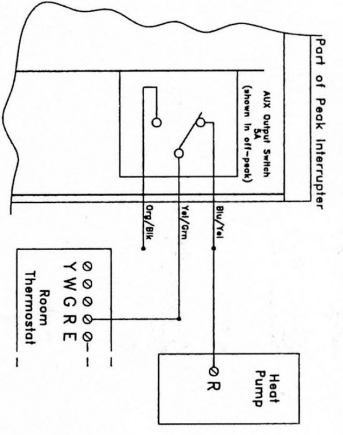 Part of Peak Interrupter
AUX Output Switch
5A
(shown in off-peak)
Blu/Yel
Yel/Grn
Org/Blk
Y W G R E
Room
Thermostat
R
Heat
Pump